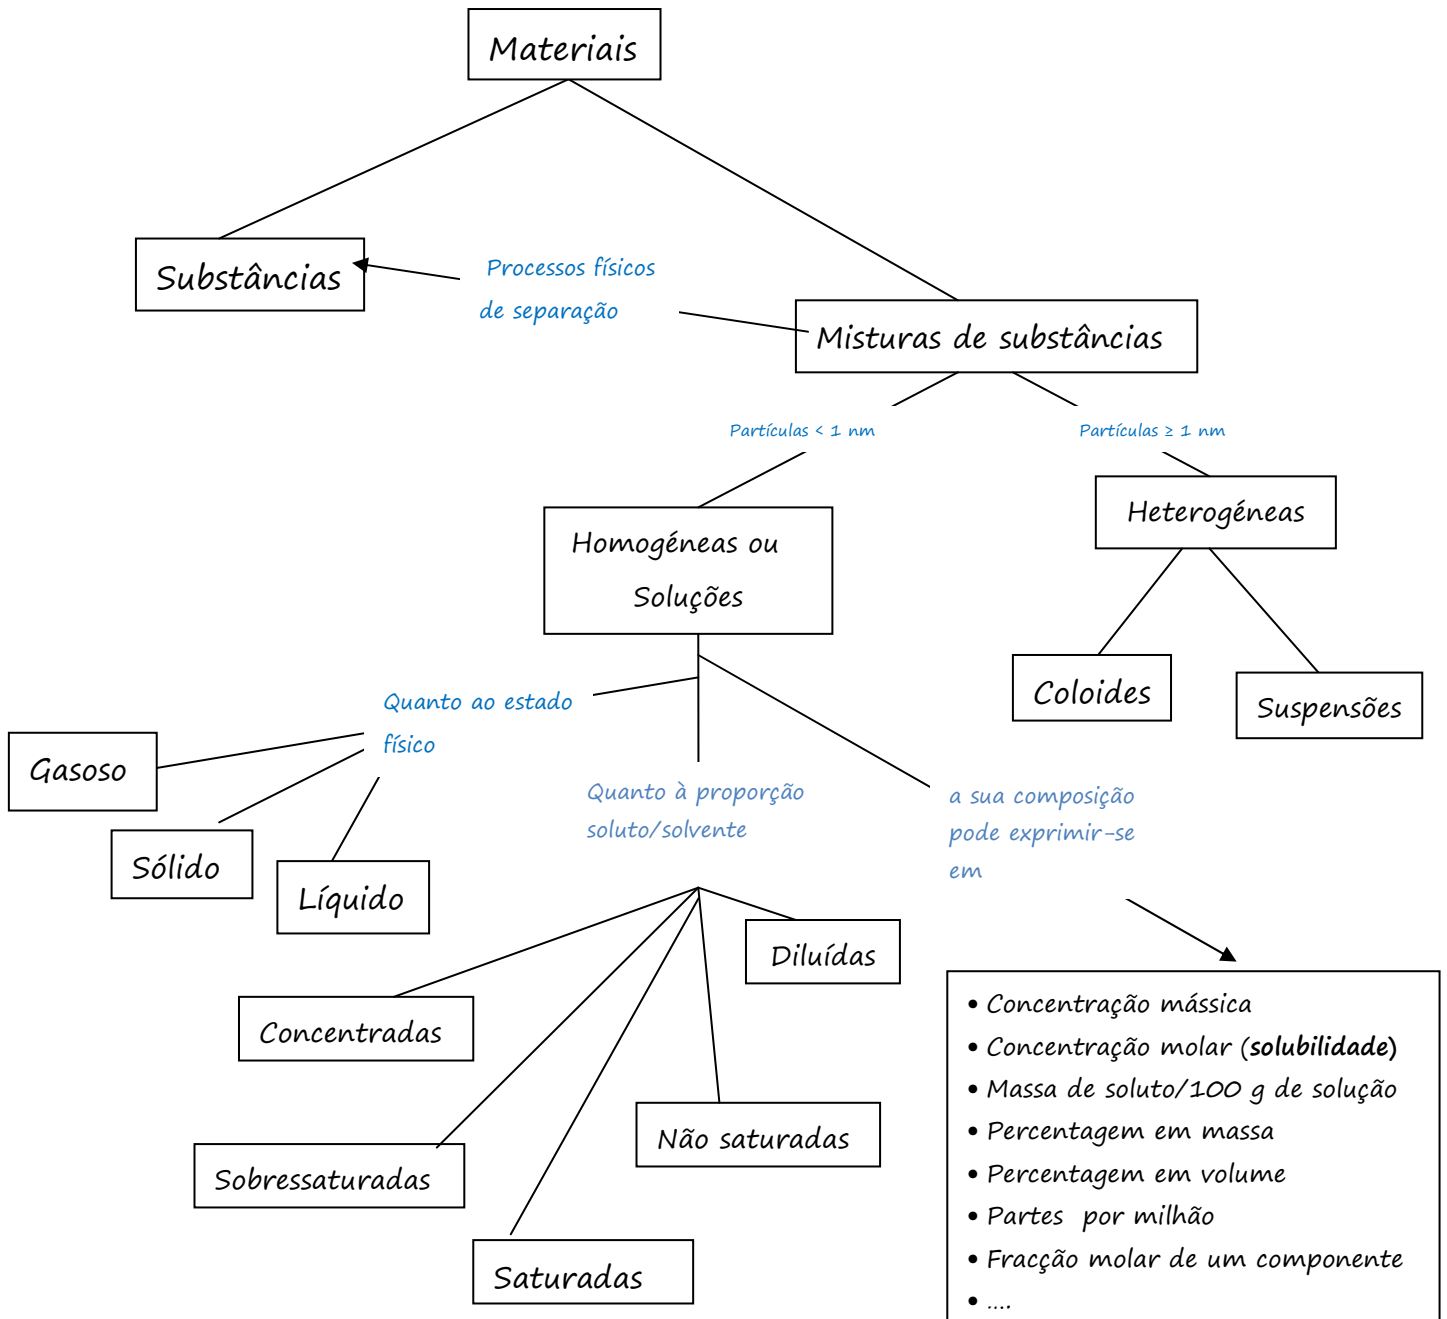 Materiais
Substâncias
Processos físicos
de separação
Misturas de substâncias
Partículas < 1 nm
Partículas ≥ 1 nm
Homogéneas ou
Soluções
Heterogéneas
Coloides
Suspensões
Quanto ao estado
físico
Gasoso
Sólido
Líquido
Quanto à proporção
soluto/solvente
a sua composição
pode exprimir-se
em
Diluídas
Concentradas
Não saturadas
Sobressaturadas
Saturadas
• Concentração mássica
• Concentração molar (solubilidade)
• Massa de soluto/100 g de solução
• Percentagem em massa
• Percentagem em volume
• Partes por milhão
• Fracção molar de um componente
• ....